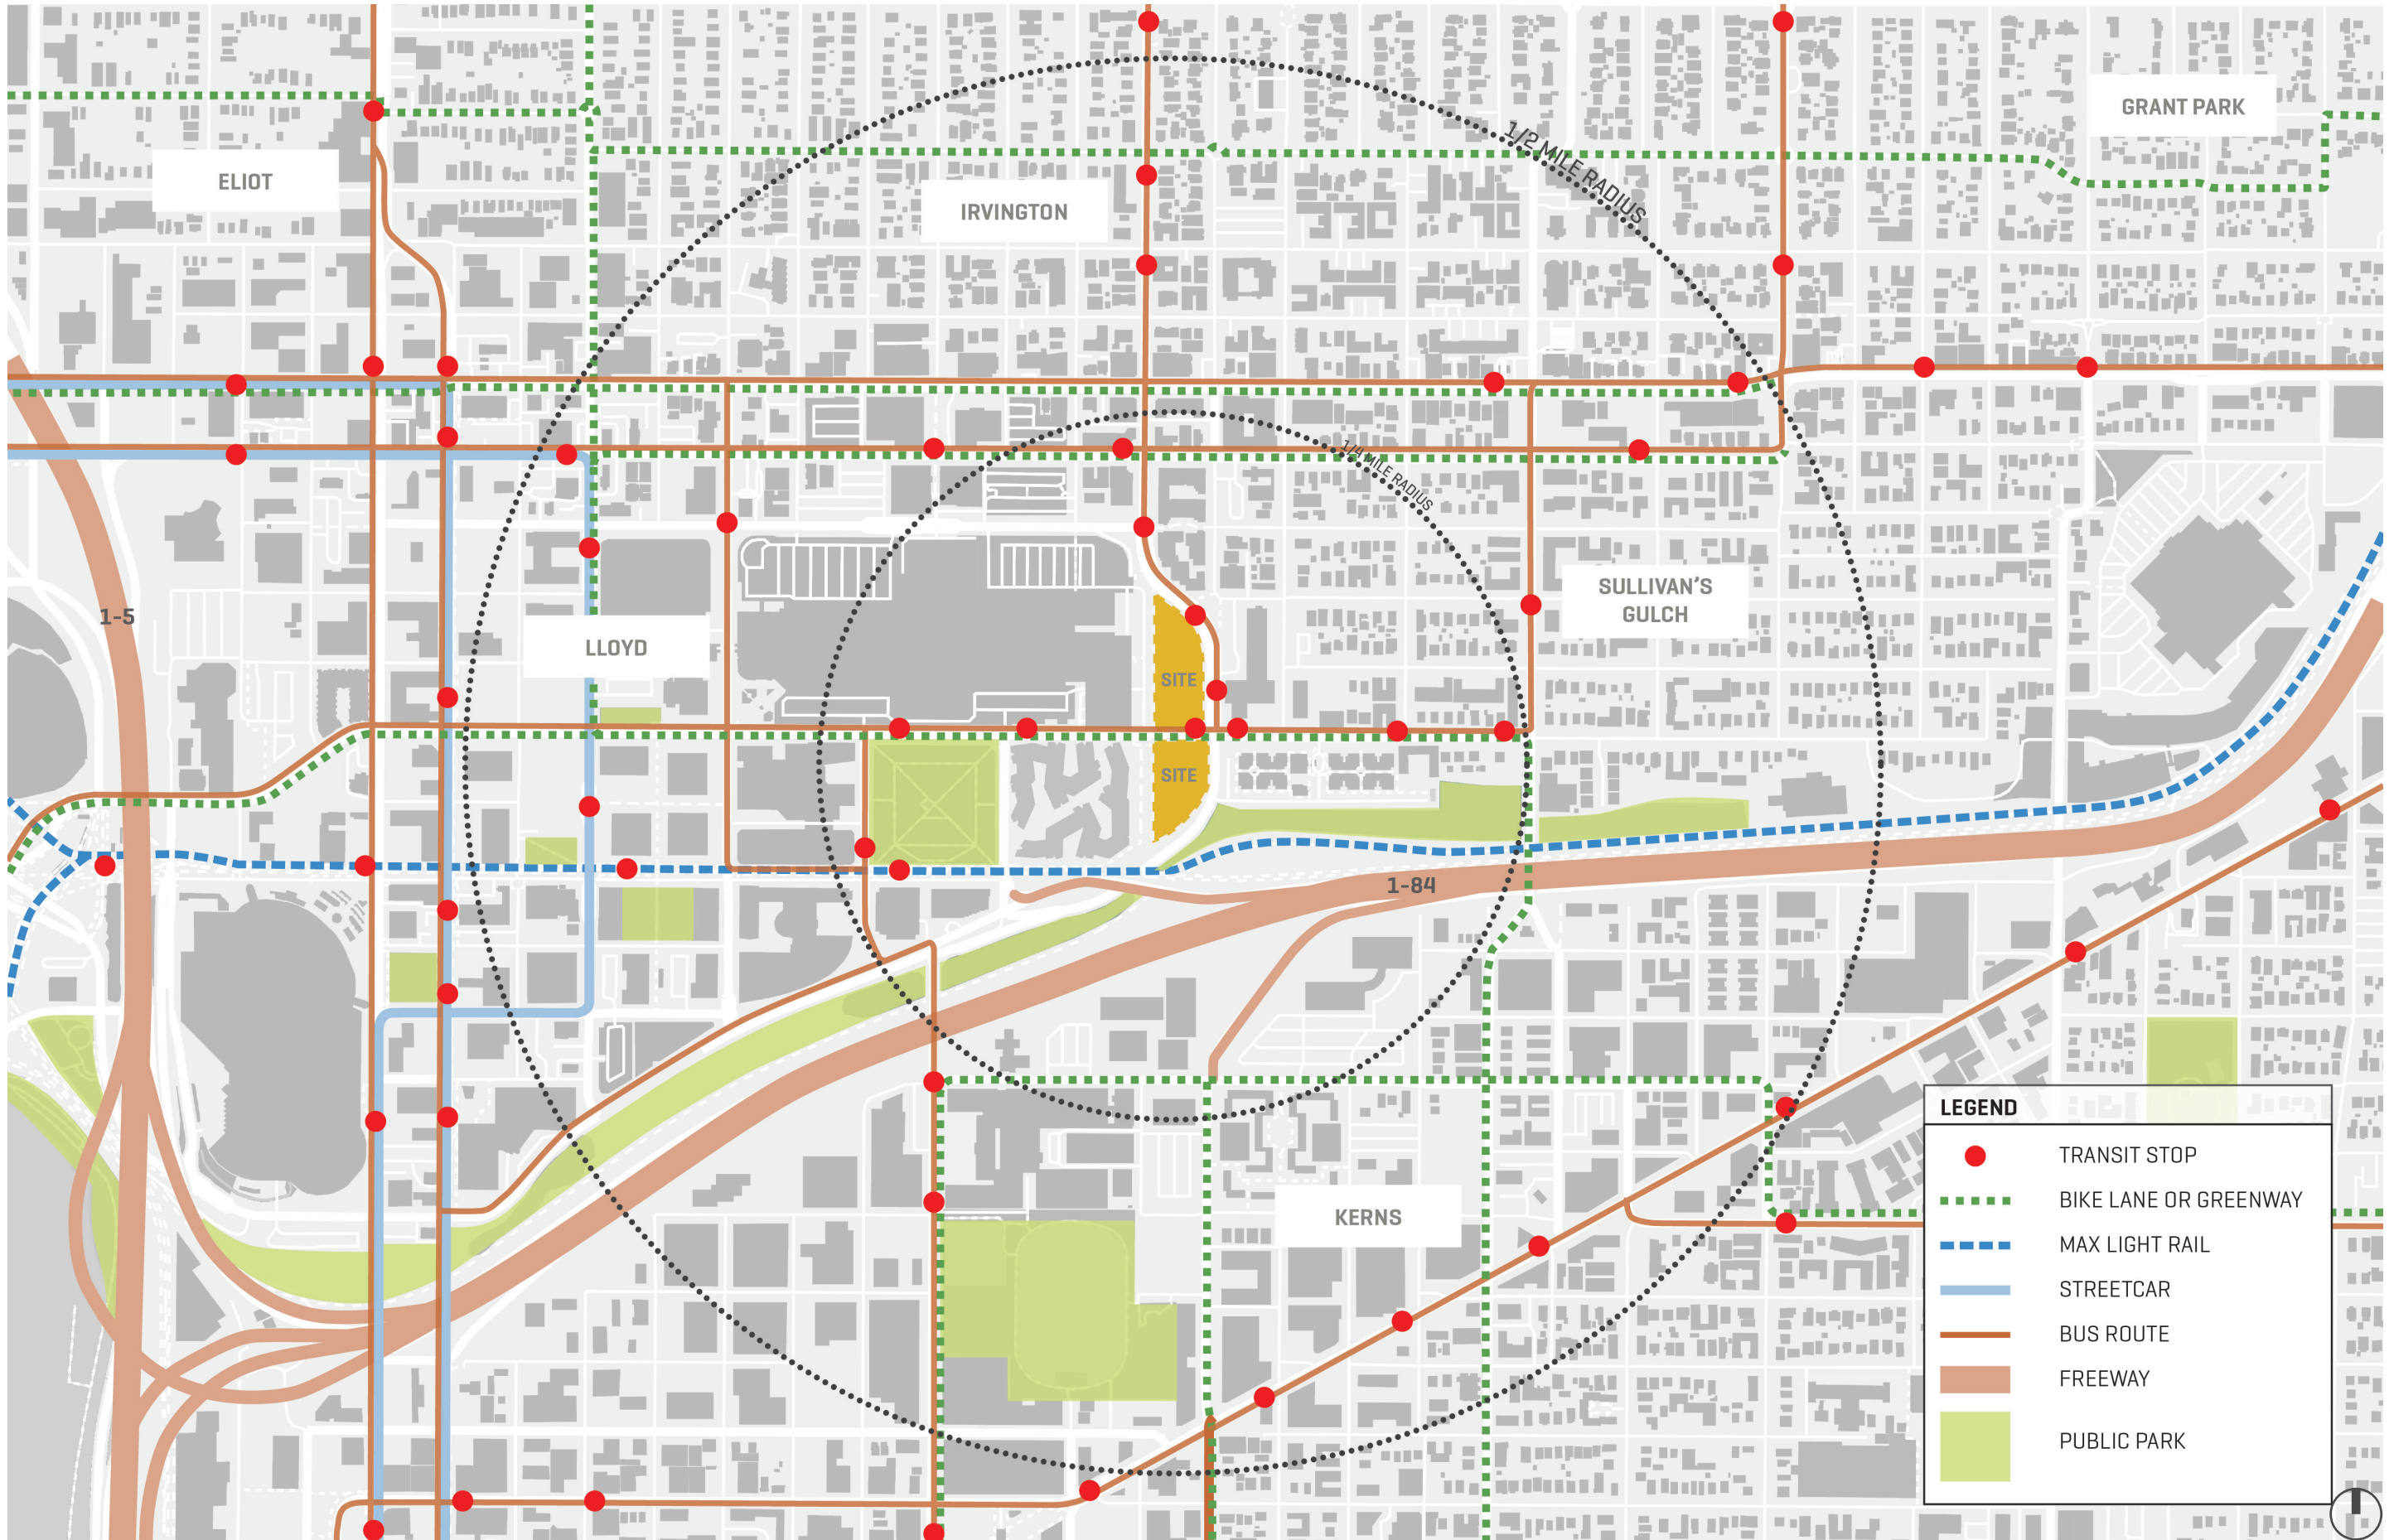 GRANT PARK
1/2 MILE RADIUS
ELIOT
IRVINGTON
1/4 MILE RADIUS
SULLIVAN'S
GULCH
1-5
LLOYD
SITE
SITE
1-84
KERNS
LEGEND
TRANSIT STOP
BIKE LANE OR GREENWAY
MAX LIGHT RAIL
STREETCAR
BUS ROUTE
FREEWAY
PUBLIC PARK